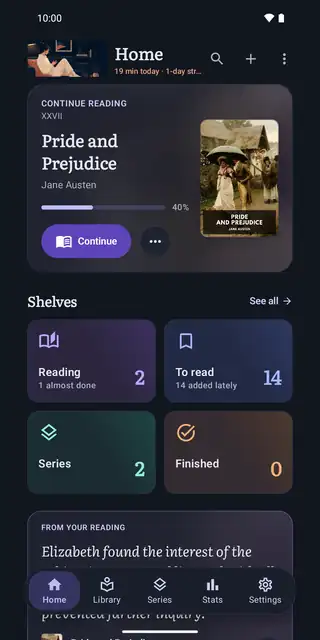 10:00
Home
19 min today · 1-day str...
CONTINUE READING
XXVII
Pride and
Prejudice
Jane Austen
40%
PRIDE
AND PREJUDICE
JANE AUSTEN
Continue
Shelves
See all →
Reading
1 almost done
2
To read
14 added lately
14
Series
2
Finished
0
FROM YOUR READING
Elizabeth found the interest of the
Home
Library
Series
Stats
Settings
prevented further inquiry.